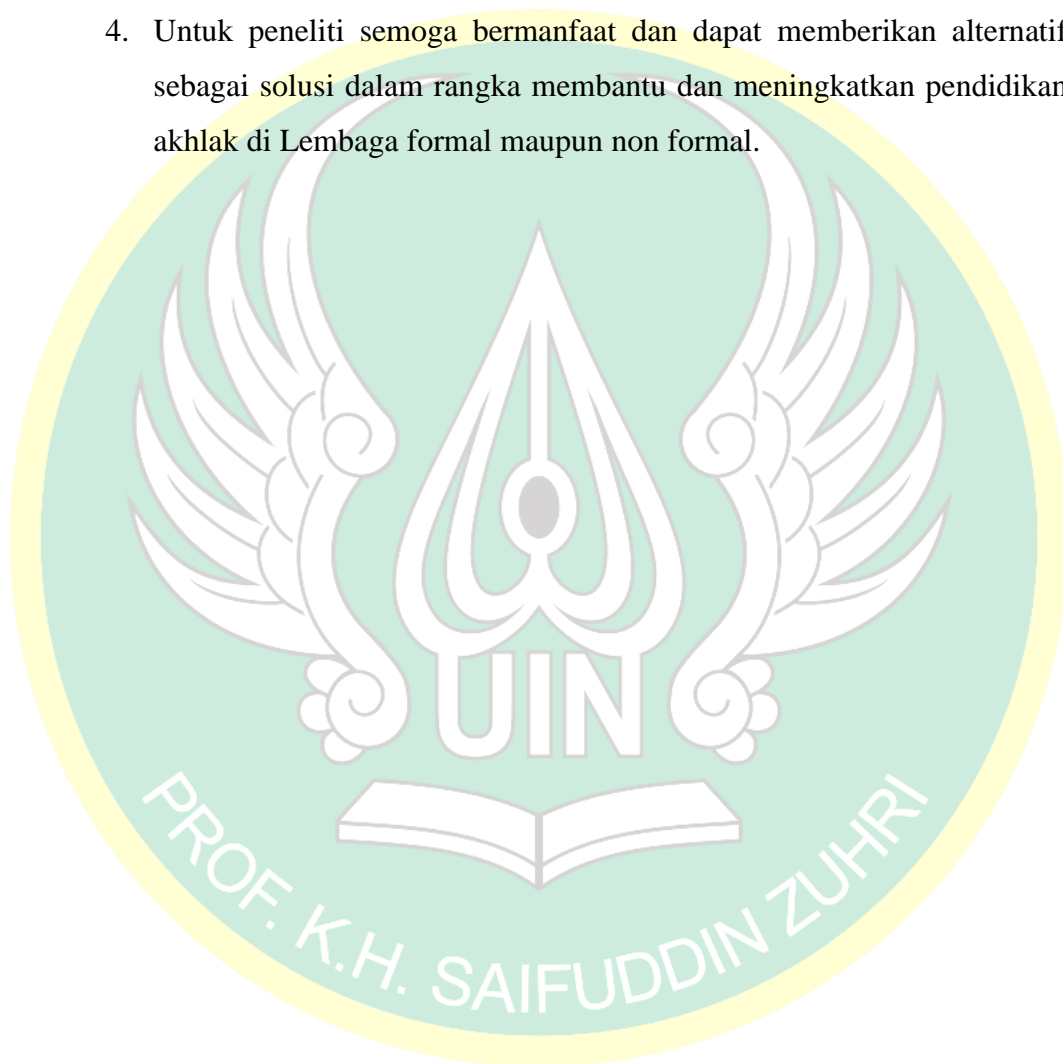 4. Untuk peneliti semoga bermanfaat dan dapat memberikan alternatif
sebagai solusi dalam rangka membantu dan meningkatkan pendidikan
akhlak di Lembaga formal maupun non formal.
UIN
PROF. K.H. SAIFUDDIN ZUHRI